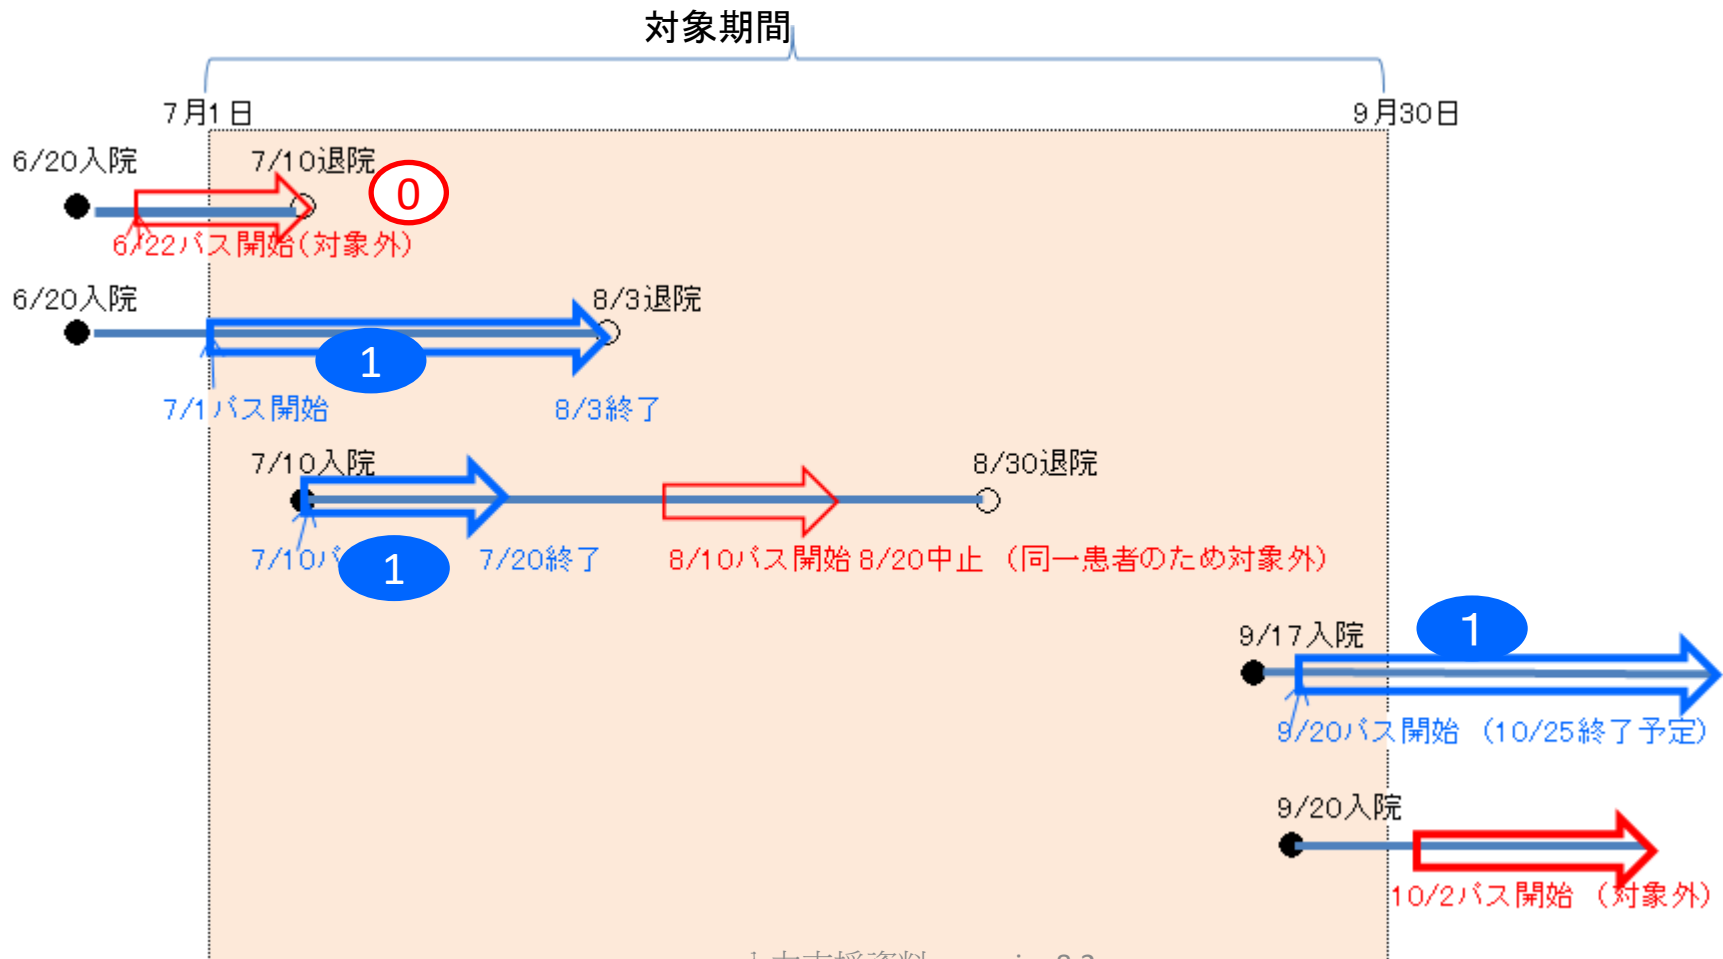 対象期間
7月1日
9月30日
6/20入院
7/10退院
0
6/22パス開始(対象外)
6/20入院
8/3退院
1
7/1パス開始
8/3終了
7/10入院
8/30退院
7/10パ
1
7/20終了
8/10パス開始 8/20中止 (同一患者のため対象外)
9/17入院
1
9/20パス開始 (10/25終了予定)
9/20入院
10/2パス開始 (対象外)